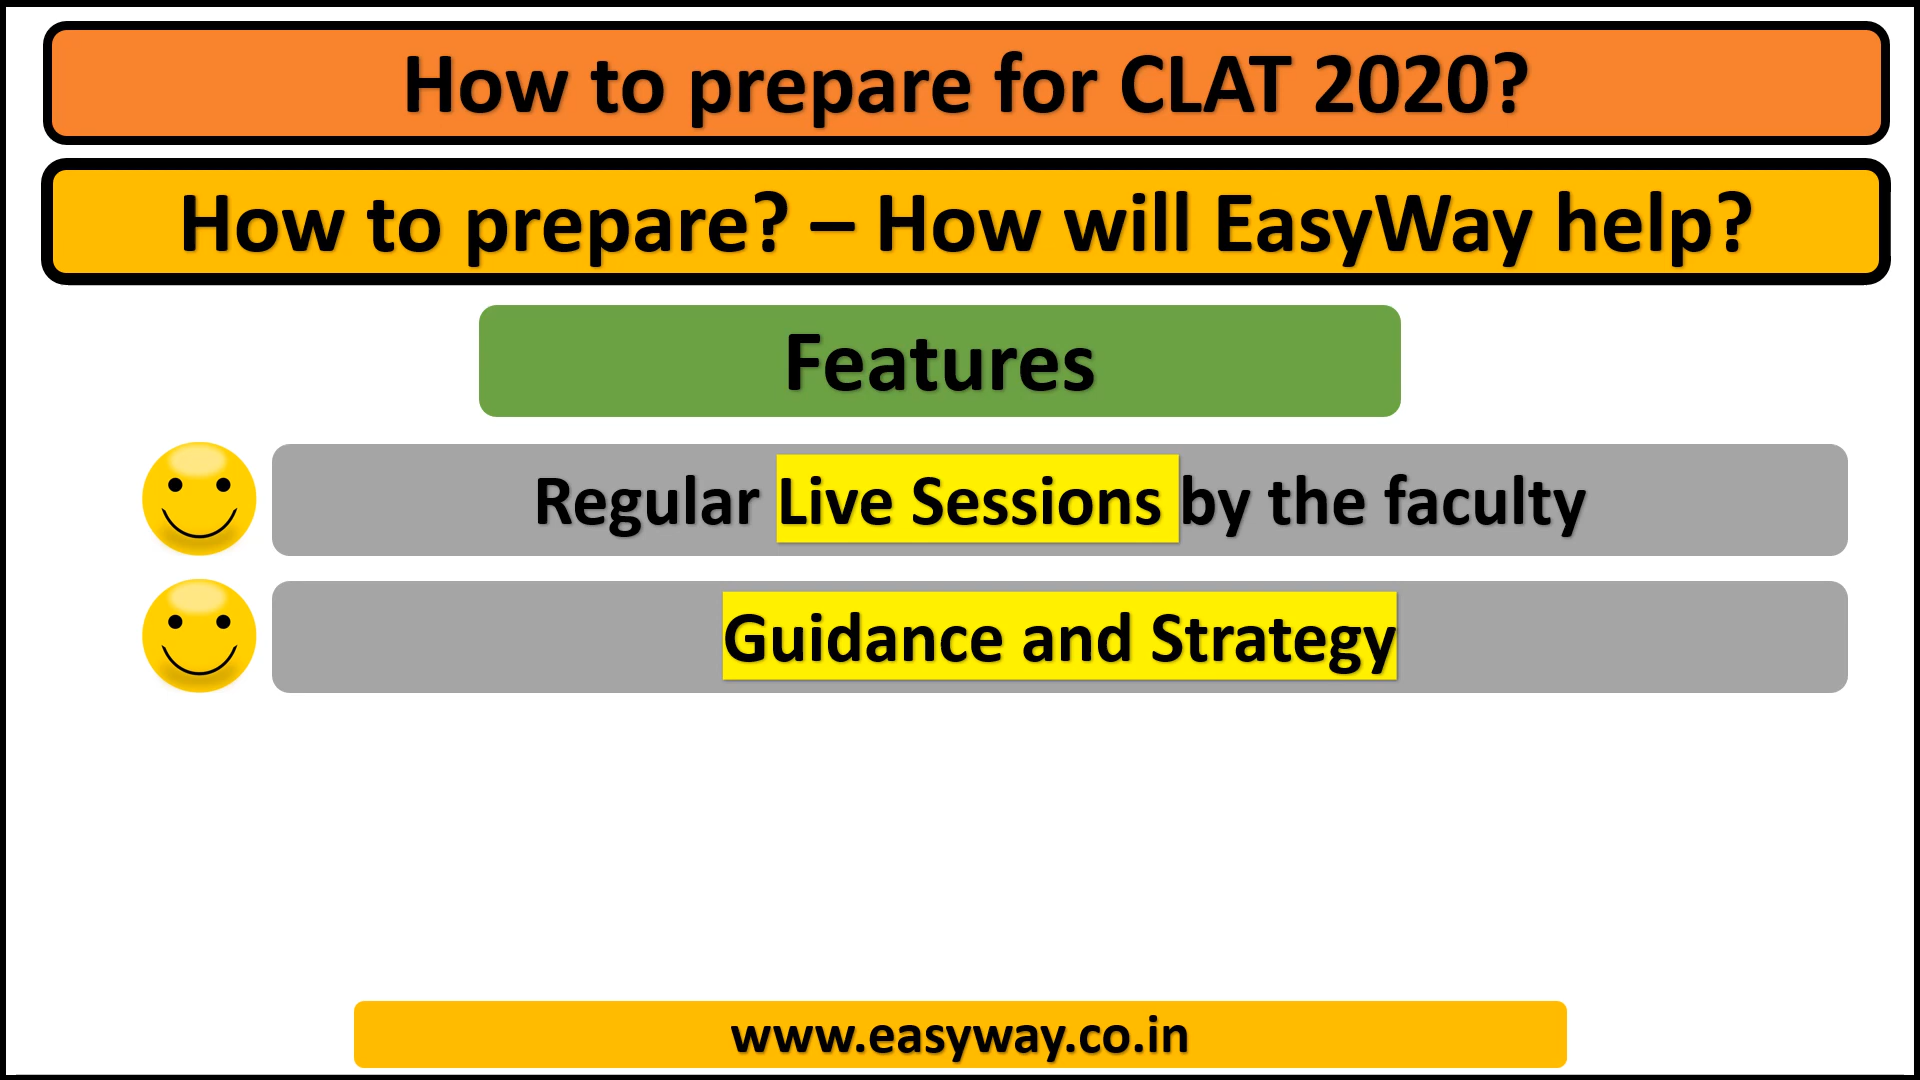 How to prepare for CLAT 2020?
How to prepare? – How will EasyWay help?
Features
Regular Live Sessions by the faculty
Guidance and Strategy
www.easyway.co.in